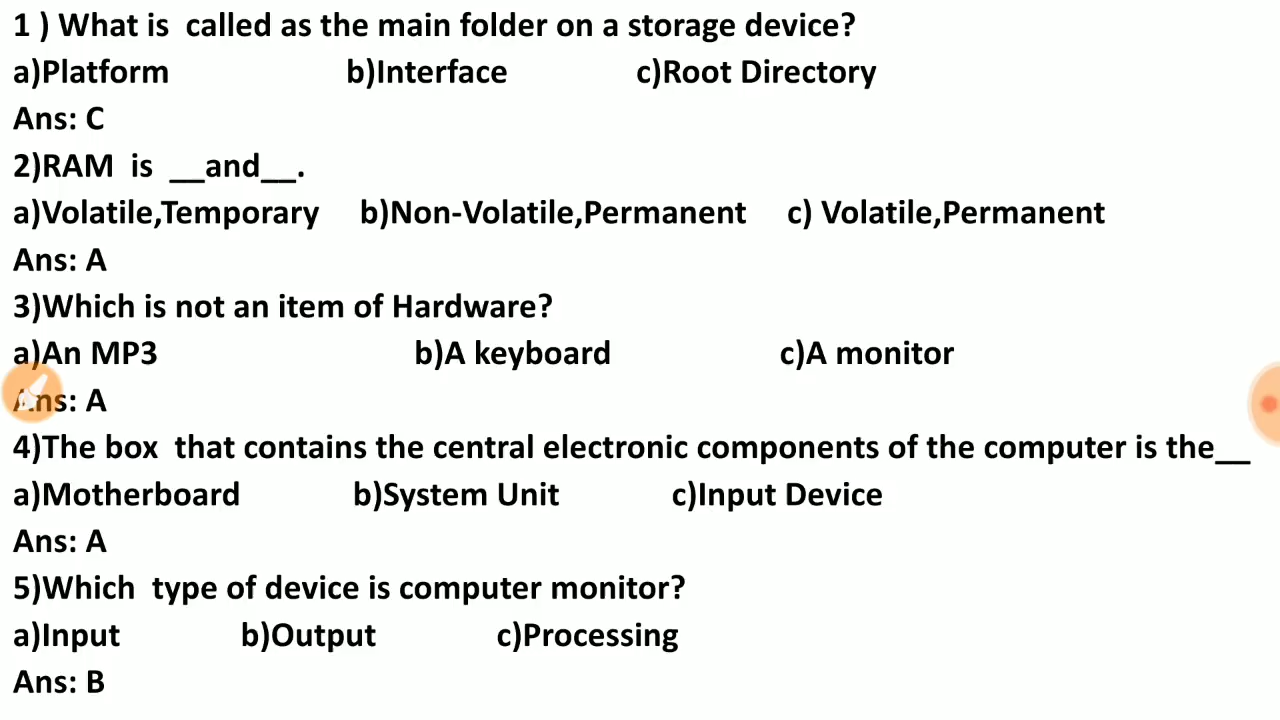 1 ) What is called as the main folder on a storage device?
a)Platform b)Interface c)Root Directory
Ans: C
2)RAM is __and__.
a)Volatile,Temporary b)Non-Volatile,Permanent c) Volatile,Permanent
Ans: A
3)Which is not an item of Hardware?
a)An MP3 b)A keyboard c)A monitor
Ans: A
4)The box that contains the central electronic components of the computer is the__
a)Motherboard b)System Unit c)Input Device
Ans: A
5)Which type of device is computer monitor?
a)Input b)Output c)Processing
Ans: B